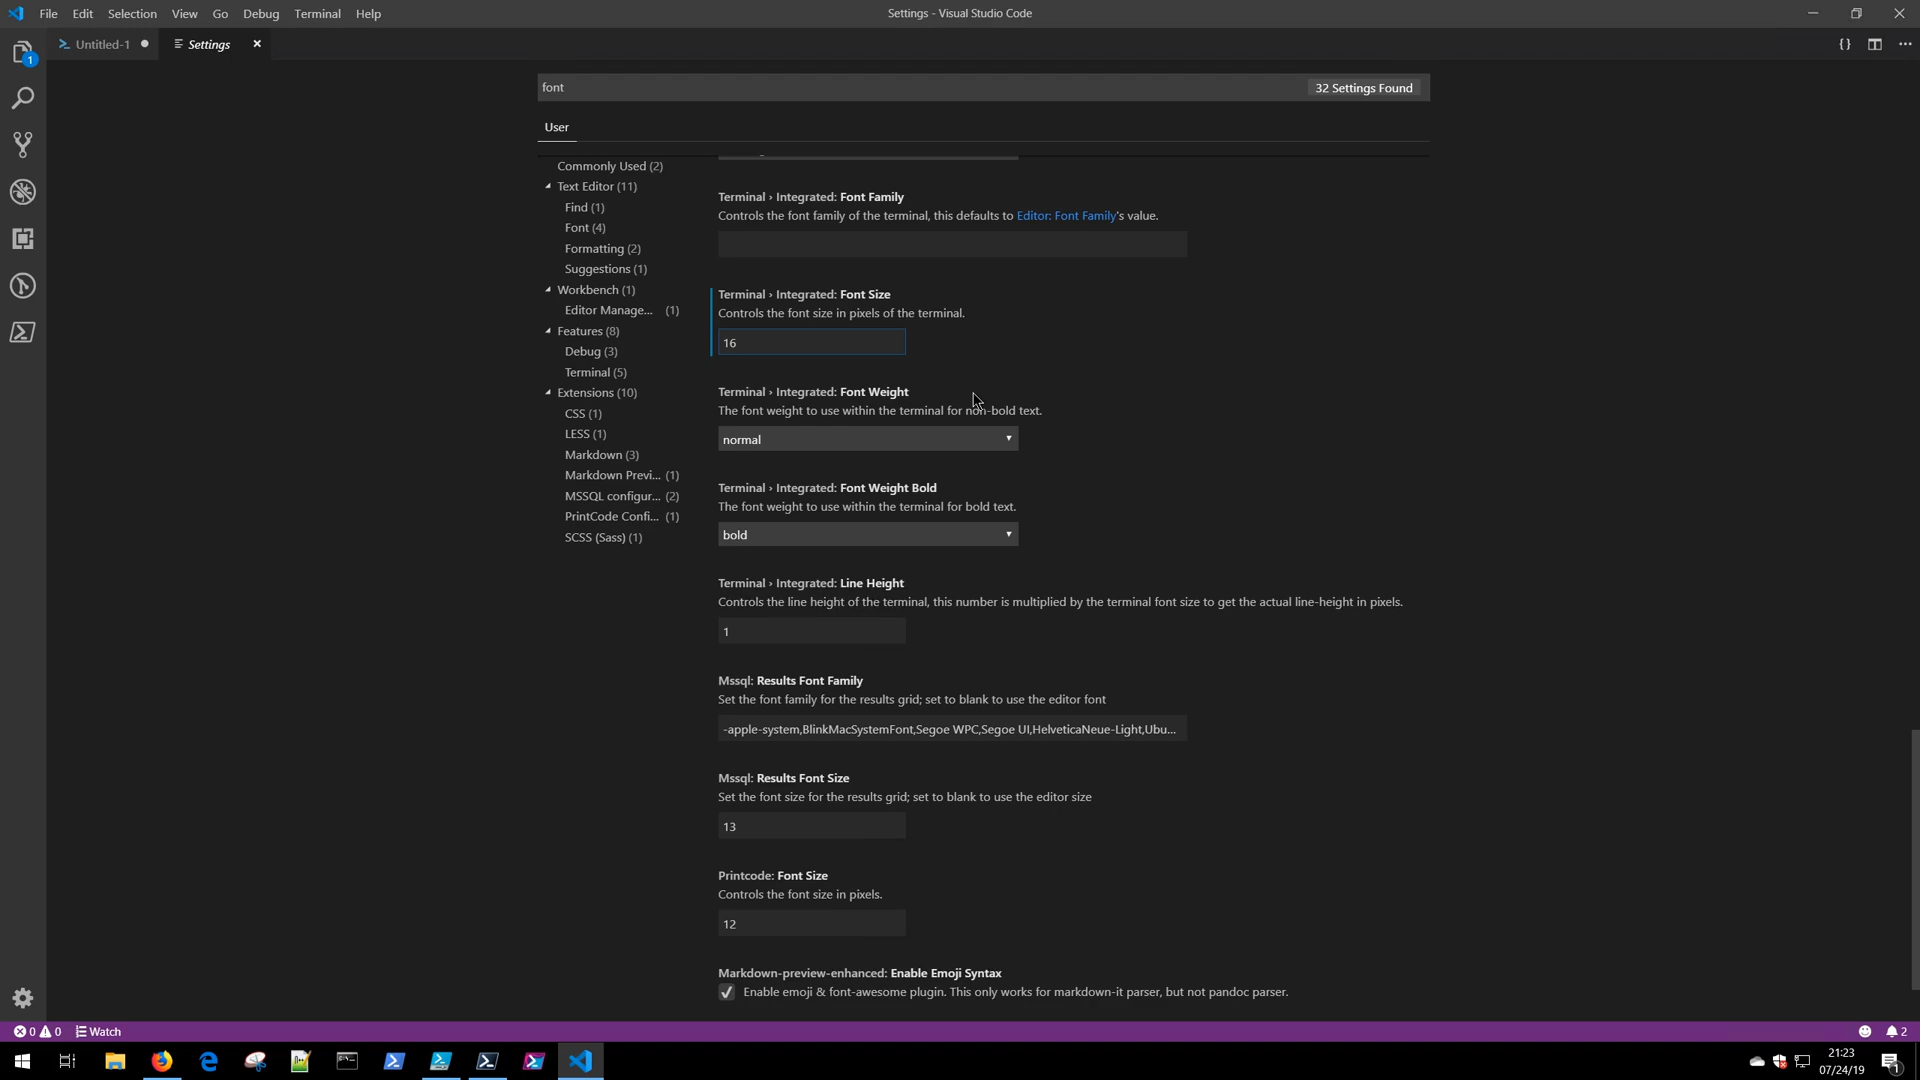 File Edit Selection View Go Debug Terminal Help
Settings - Visual Studio Code
Untitled-1
Settings
1
font
32 Settings Found
User
Commonly Used (2)
Text Editor (11)
Find (1)
Font (4)
Formatting (2)
Suggestions (1)
Workbench (1)
Editor Manage... (1)
Features (8)
Debug (3)
Terminal (5)
Extensions (10)
CSS (1)
LESS (1)
Markdown (3)
Markdown Previ... (1)
MSSQL configur... (2)
PrintCode Confi... (1)
SCSS (Sass) (1)
Terminal › Integrated: Font Family
Controls the font family of the terminal, this defaults to Editor: Font Family's value.
Terminal › Integrated: Font Size
Controls the font size in pixels of the terminal.
16
Terminal › Integrated: Font Weight
The font weight to use within the terminal for non-bold text.
normal
Terminal › Integrated: Font Weight Bold
The font weight to use within the terminal for bold text.
bold
Terminal › Integrated: Line Height
Controls the line height of the terminal, this number is multiplied by the terminal font size to get the actual line-height in pixels.
1
Mssql: Results Font Family
Set the font family for the results grid; set to blank to use the editor font
-apple-system,BlinkMacSystemFont,Segoe WPC,Segoe UI,HelveticaNeue-Light,Ubu...
Mssql: Results Font Size
Set the font size for the results grid; set to blank to use the editor size
13
Printcode: Font Size
Controls the font size in pixels.
12
Markdown-preview-enhanced: Enable Emoji Syntax
Enable emoji & font-awesome plugin. This only works for markdown-it parser, but not pandoc parser.
0 0 Watch
2
21:23
07/24/19
1